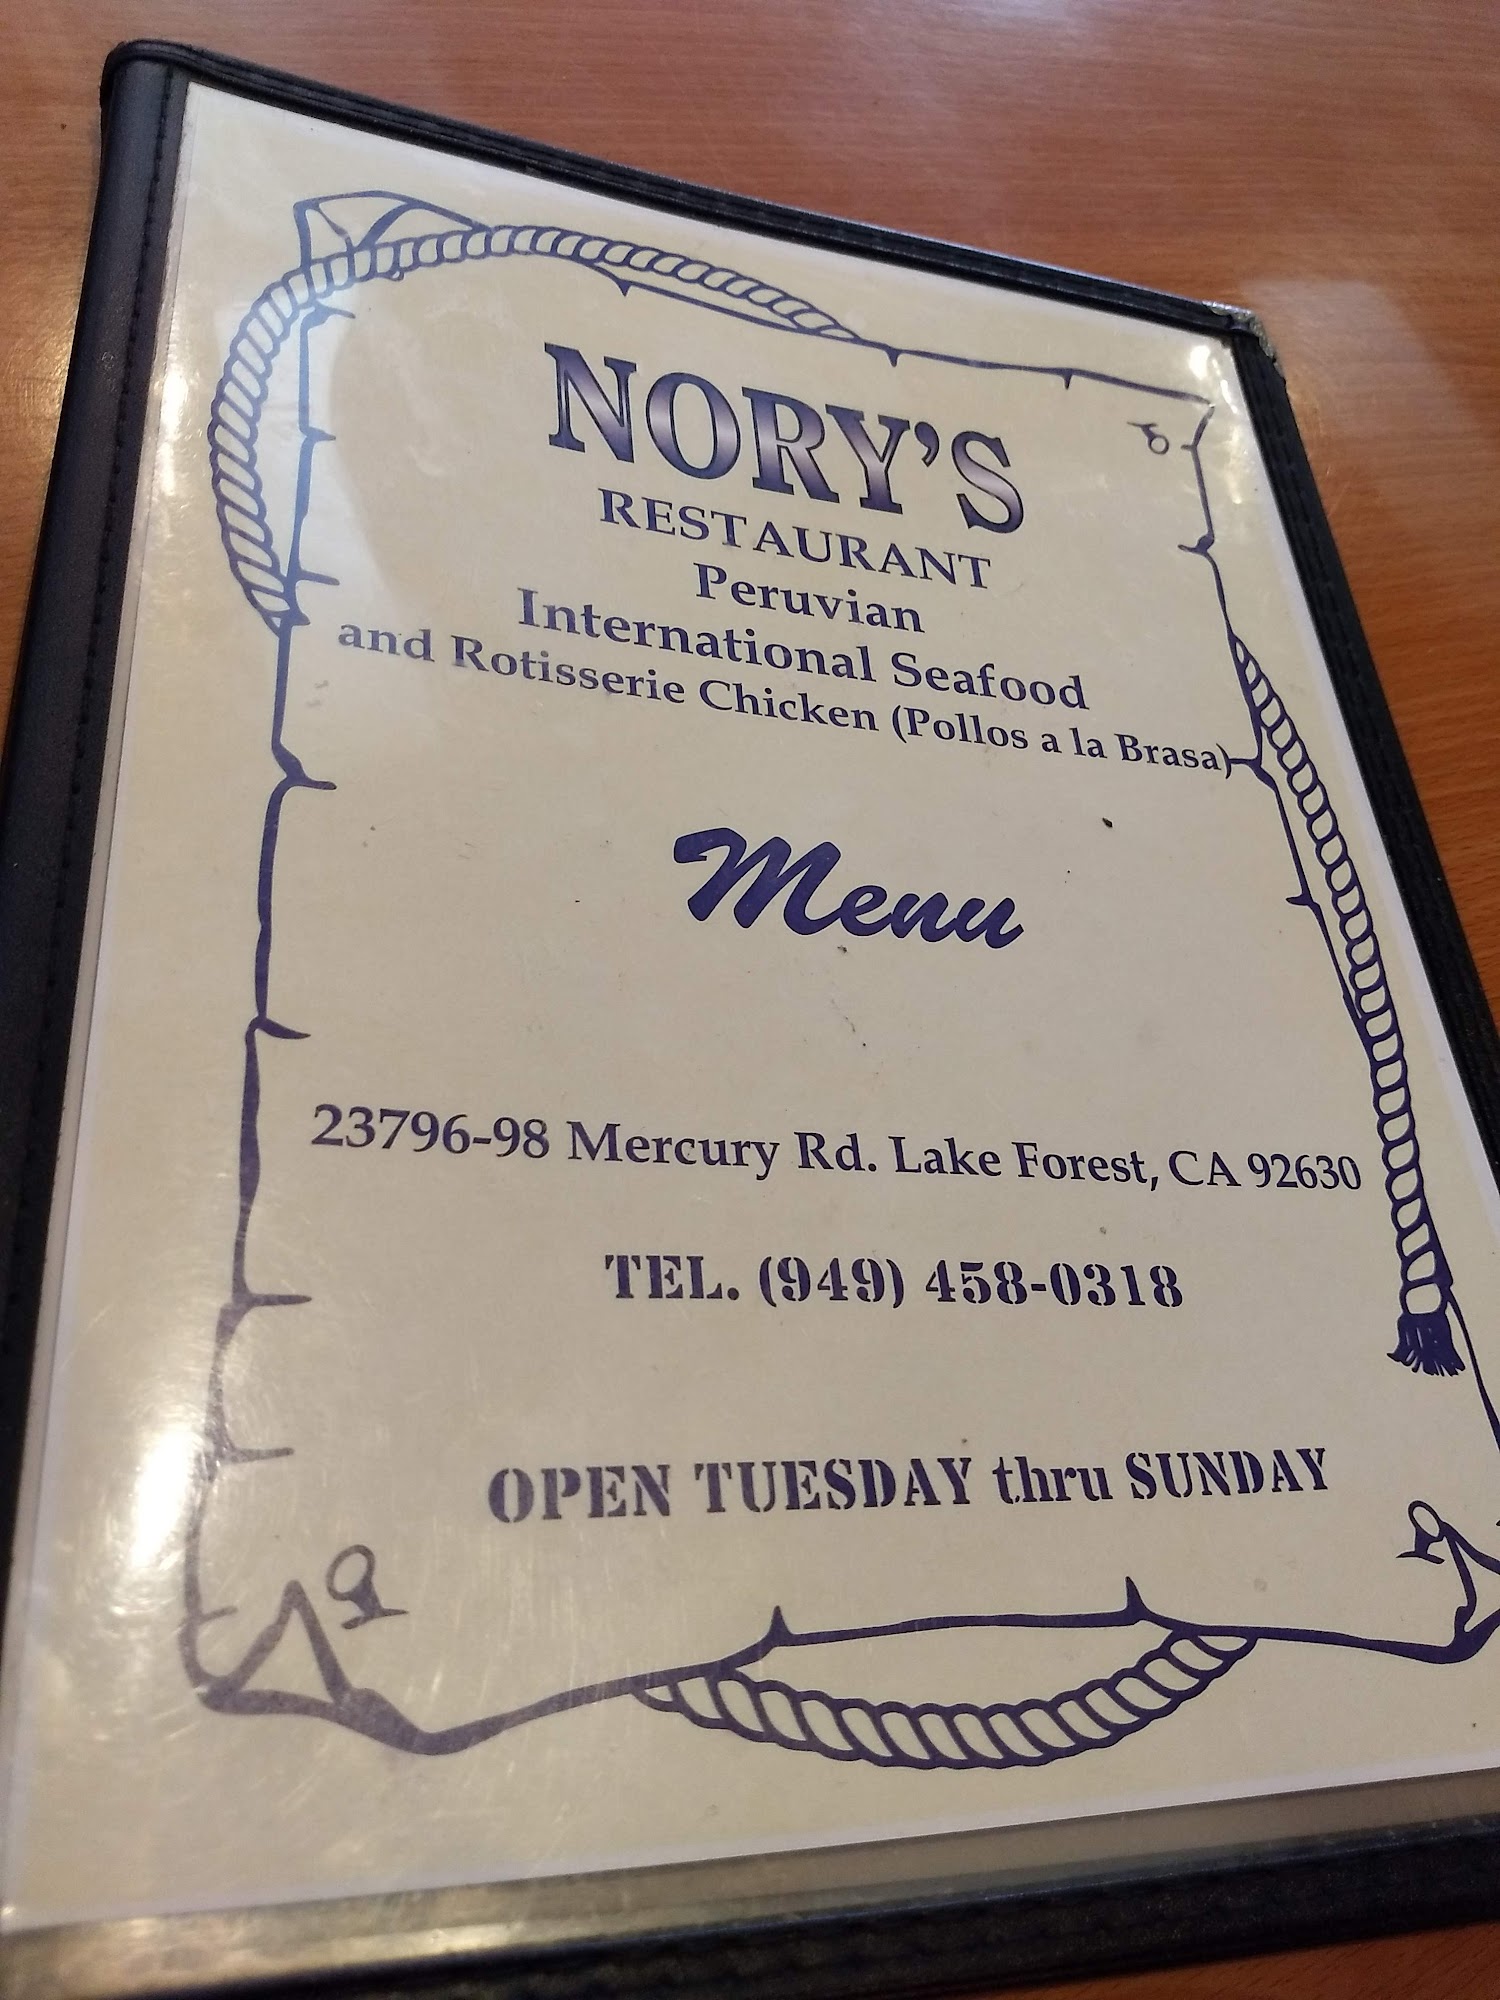 NORY'S
RESTAURANT
Peruvian
International Seafood
and Rotisserie Chicken (Pollos a la Brasa)
Menu
23796-98 Mercury Rd. Lake Forest, CA 92630
TEL. (949) 458-0318
OPEN TUESDAY thru SUNDAY